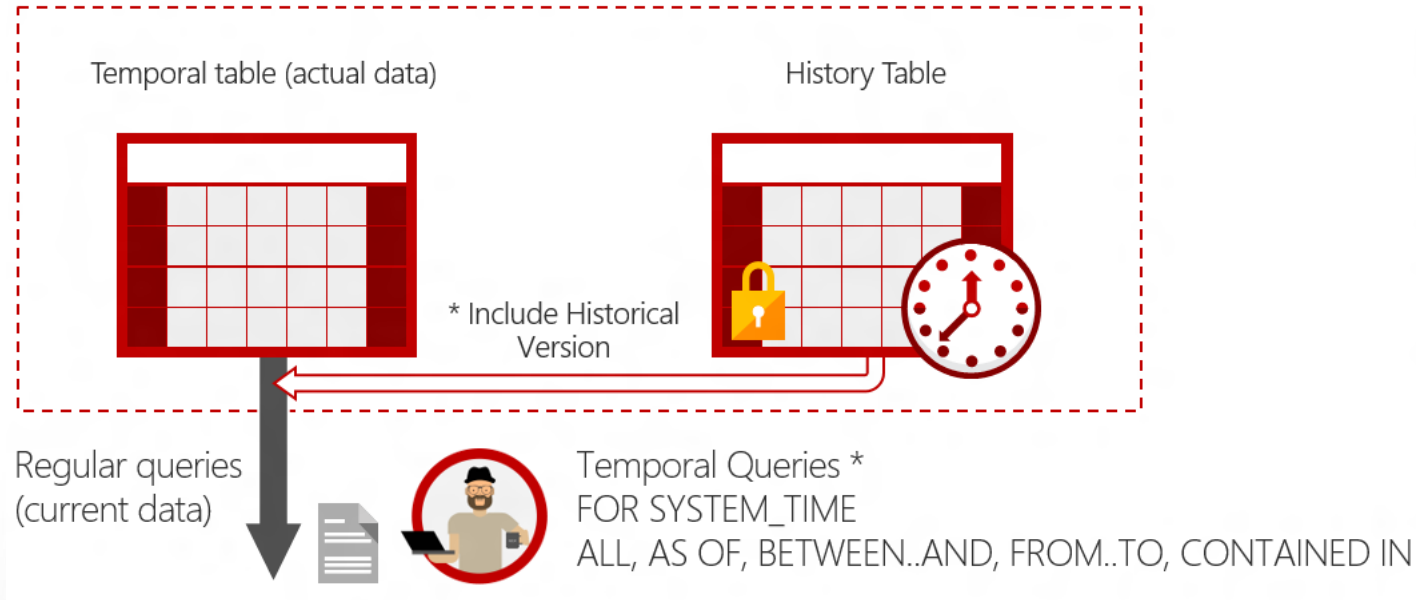 Temporal table (actual data)
History Table
* Include Historical
Version
Regular queries
(current data)
Temporal Queries *
FOR SYSTEM_TIME
ALL, AS OF, BETWEEN..AND, FROM..TO, CONTAINED IN